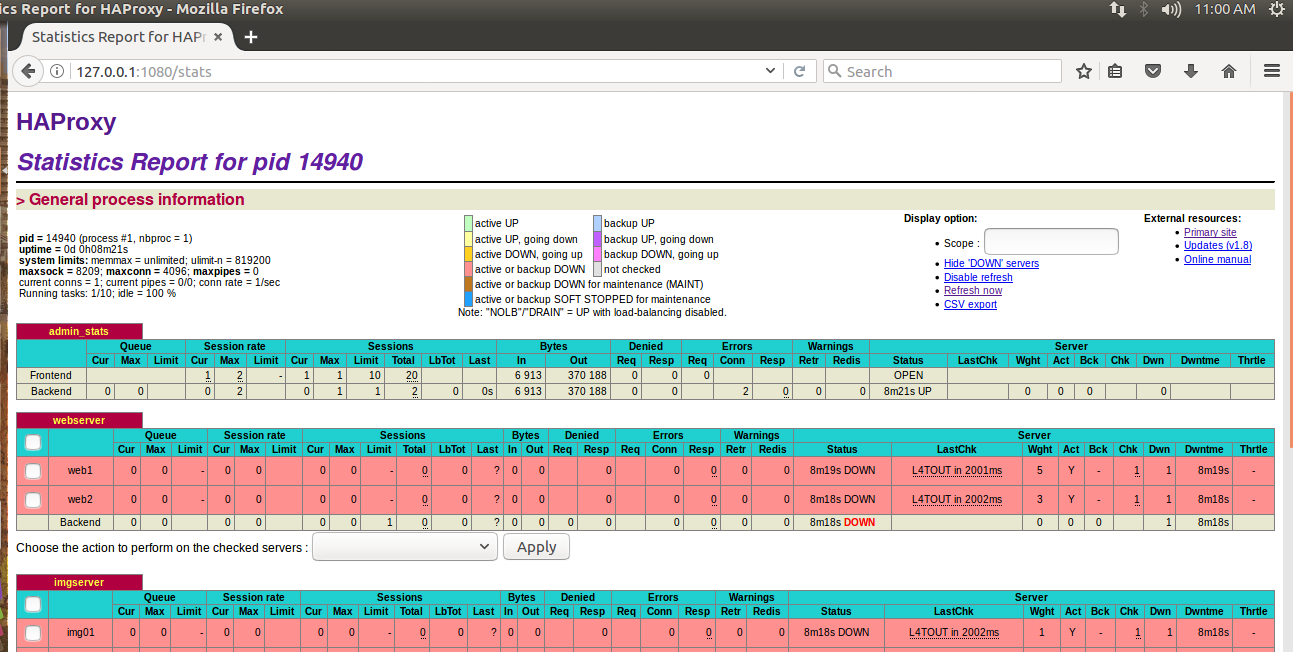 ics Report for HAProxy - Mozilla Firefox 11:00 AM
Statistics Report for HAPr × +
127.0.0.1:1080/stats Search
HAProxy
Statistics Report for pid 14940
> General process information
pid = 14940 (process #1, nbproc = 1)
uptime = 0d 0h08m21s
system limits: memmax = unlimited; ulimit-n = 819200
maxsock = 8209; maxconn = 4096; maxpipes = 0
current conns = 1; current pipes = 0/0; conn rate = 1/sec
Running tasks: 1/10; idle = 100 %
active UP backup UP
active UP, going down backup UP, going down
active DOWN, going up backup DOWN, going up
active or backup DOWN not checked
active or backup DOWN for maintenance (MAINT)
active or backup SOFT STOPPED for maintenance
Note: "NOLB"/"DRAIN" = UP with load-balancing disabled.
Display option:
• Scope :
• Hide 'DOWN' servers
• Disable refresh
• Refresh now
• CSV export
External resources:
• Primary site
• Updates (v1.8)
• Online manual
admin_stats
Queue Session rate Sessions Bytes Denied Errors Warnings Server
Cur Max Limit Cur Max Limit Cur Max Limit Total LbTot Last In Out Req Resp Req Conn Resp Retr Redis Status LastChk Wght Act Bck Chk Dwn Dwntme Thrtle
Frontend 1 2 - 1 1 10 20 6 913 370 188 0 0 0 OPEN
Backend 0 0 0 2 0 1 1 2 0 0s 6 913 370 188 0 0 2 0 0 0 8m21s UP 0 0 0 0
webserver
Queue Session rate Sessions Bytes Denied Errors Warnings Server
Cur Max Limit Cur Max Limit Cur Max Limit Total LbTot Last In Out Req Resp Req Conn Resp Retr Redis Status LastChk Wght Act Bck Chk Dwn Dwntme Thrtle
web1 0 0 - 0 0 0 0 - 0 0 ? 0 0 0 0 0 0 0 8m19s DOWN L4TOUT in 2001ms 5 Y - 1 1 8m19s -
web2 0 0 - 0 0 0 0 - 0 0 ? 0 0 0 0 0 0 0 8m18s DOWN L4TOUT in 2002ms 3 Y - 1 1 8m18s -
Backend 0 0 0 0 0 0 1 0 0 ? 0 0 0 0 0 0 0 0 8m18s DOWN 0 0 0 1 8m18s
Choose the action to perform on the checked servers : Apply
imgserver
Queue Session rate Sessions Bytes Denied Errors Warnings Server
Cur Max Limit Cur Max Limit Cur Max Limit Total LbTot Last In Out Req Resp Req Conn Resp Retr Redis Status LastChk Wght Act Bck Chk Dwn Dwntme Thrtle
img01 0 0 - 0 0 0 0 - 0 0 ? 0 0 0 0 0 0 0 8m18s DOWN L4TOUT in 2002ms 1 Y - 1 1 8m18s -